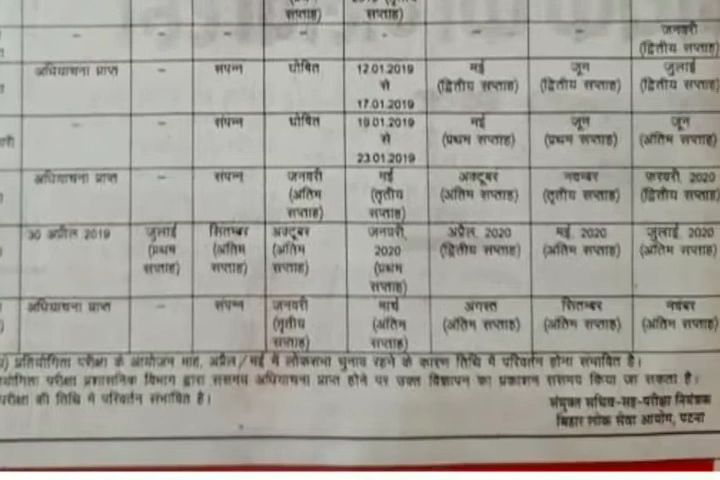 (प्रथम सप्ताह) 2019 (तृतीय सप्ताह)
– – – – – – – जनवरी (द्वितीय सप्ताह)
अधियाचना प्राप्त – संपन्न घोषित 12.01.2019 से 17.01.2019 मई (द्वितीय सप्ताह) जून (द्वितीय सप्ताह) जुलाई (द्वितीय सप्ताह)
– – संपन्न घोषित 19.01.2019 से 23.01.2019 मई (प्रथम सप्ताह) जून (प्रथम सप्ताह) जून (अंतिम सप्ताह)
अधियाचना प्राप्त – संपन्न जनवरी (अंतिम सप्ताह) मई (तृतीय सप्ताह) अक्टूबर (अंतिम सप्ताह) नवम्बर (तृतीय सप्ताह) फरवरी, 2020 (द्वितीय सप्ताह)
30 अप्रैल 2019 जुलाई (प्रथम सप्ताह) सितम्बर (अंतिम सप्ताह) अक्टूबर (अंतिम सप्ताह) जनवरी, 2020 (प्रथम सप्ताह) अप्रैल, 2020 (द्वितीय सप्ताह) मई, 2020 (अंतिम सप्ताह) जुलाई, 2020 (अंतिम सप्ताह)
अधियाचना प्राप्त – संपन्न जनवरी (तृतीय सप्ताह) मार्च (अंतिम सप्ताह) अगस्त (अंतिम सप्ताह) सितम्बर (अंतिम सप्ताह) नवंबर (अंतिम सप्ताह)
प्रतियोगिता परीक्षा के आयोजन माह, अप्रैल/मई में लोकसभा चुनाव रहने के कारण तिथि में परिवर्तन होना संभावित है।
परीक्षा प्रशासनिक विभाग द्वारा ससमय अधियाचना प्राप्त होने पर उक्त विज्ञापन का प्रकाशन ससमय किया जा सकता है।
परीक्षा की तिथि में परिवर्तन संभावित है।
संयुक्त सचिव-सह-परीक्षा नियंत्रक
बिहार लोक सेवा आयोग, पटना